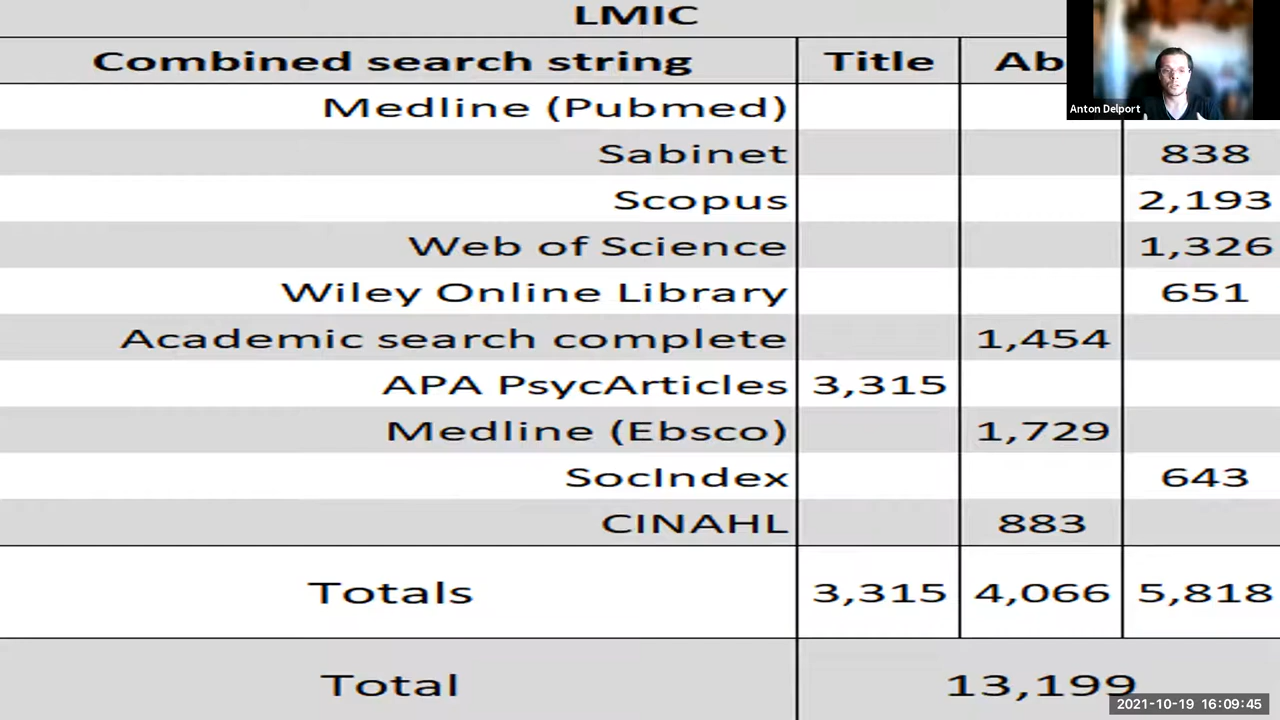 LMIC
Combined search string Title Ab
Anton Delport
Medline (Pubmed)
Sabinet 838
Scopus 2,193
Web of Science 1,326
Wiley Online Library 651
Academic search complete 1,454
APA PsycArticles 3,315
Medline (Ebsco) 1,729
SocIndex 643
CINAHL 883
Totals 3,315 4,066 5,818
Total 13,199
2021-10-19 16:09:45